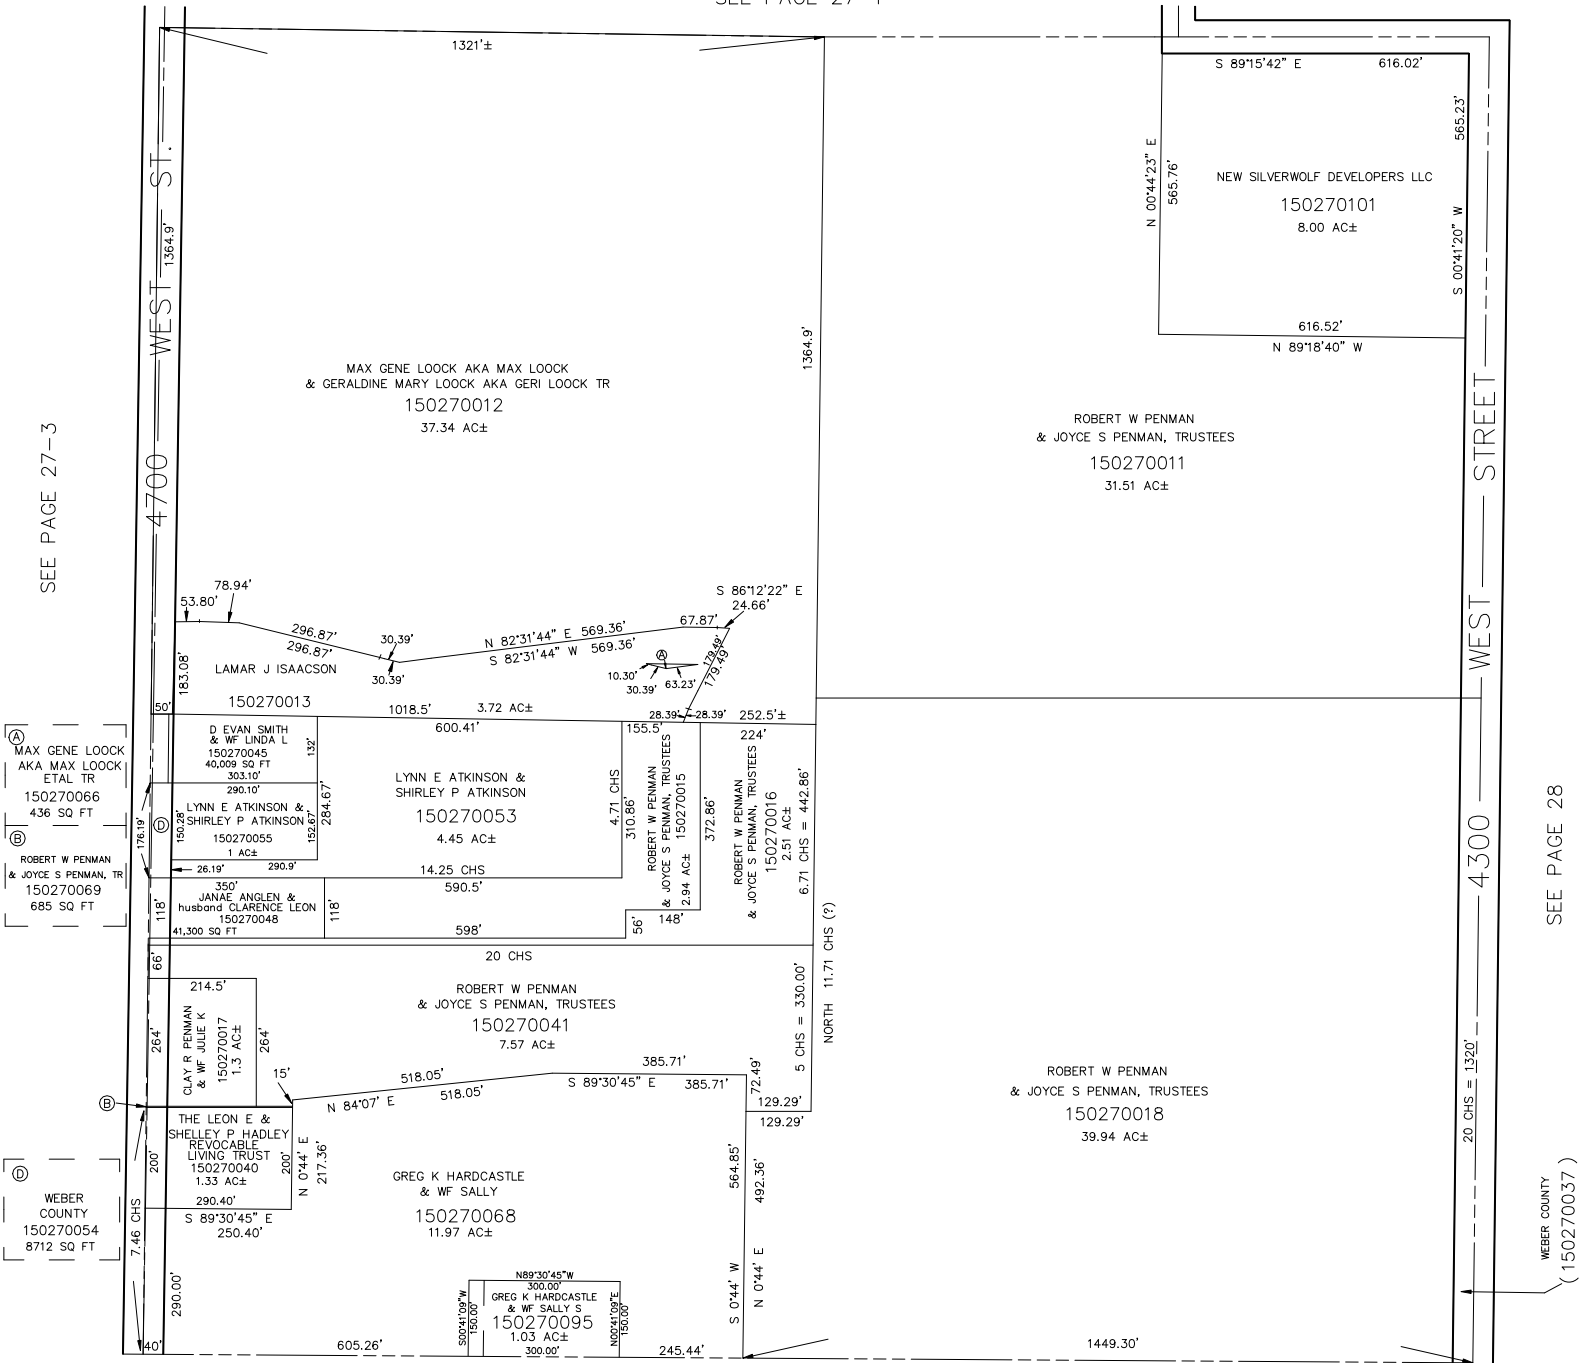 1321'±
S 89°15'42" E
616.02'
565.23'
N 00°44'23" E
565.76'
NEW SILVERWOLF DEVELOPERS LLC
150270101
8.00 AC±
S 00°41'20" W
616.52'
N 89°18'40" W
4700 WEST ST.
1364.9'
1364.9'
MAX GENE LOOCK AKA MAX LOOCK
& GERALDINE MARY LOOCK AKA GERI LOOCK TR
150270012
37.34 AC±
ROBERT W PENMAN
& JOYCE S PENMAN, TRUSTEES
150270011
31.51 AC±
SEE PAGE 27-3
4300 WEST STREET
78.94'
53.80'
296.87'
296.87'
30.39'
30.39'
N 82°31'44" E 569.36'
S 82°31'44" W 569.36'
67.87'
S 86°12'22" E
24.66'
179.49'
179.49'
A
10.30'
30.39'
63.23'
183.08'
LAMAR J ISAACSON
150270013
50'
1018.5'
3.72 AC±
28.39'
28.39'
252.5'±
A
MAX GENE LOOCK
AKA MAX LOOCK
ETAL TR
150270066
436 SQ FT
B
ROBERT W PENMAN
& JOYCE S PENMAN, TR
150270069
685 SQ FT
D EVAN SMITH
& WF LINDA L
150270045
40,009 SQ FT
303.10'
132'
600.41'
155.5'
224'
290.10'
LYNN E ATKINSON &
SHIRLEY P ATKINSON
150270055
1 AC±
290.9'
150.28'
152.67'
284.67'
176.19'
D
26.19'
LYNN E ATKINSON &
SHIRLEY P ATKINSON
150270053
4.45 AC±
14.25 CHS
590.5'
4.71 CHS
310.86'
ROBERT W PENMAN
& JOYCE S PENMAN, TRUSTEES
150270015
2.94 AC±
372.86'
ROBERT W PENMAN
& JOYCE S PENMAN, TRUSTEES
150270016
2.51 AC±
6.71 CHS = 442.86'
SEE PAGE 28
350'
JANAE ANGLEN &
husband CLARENCE LEON
150270048
41,300 SQ FT
118'
118'
598'
56'
148'
NORTH 11.71 CHS (?)
20 CHS
66'
214.5'
CLAY R PENMAN
& WF JULIE K
150270017
1.3 AC±
264'
264'
ROBERT W PENMAN
& JOYCE S PENMAN, TRUSTEES
150270041
7.57 AC±
5 CHS = 330.00'
15'
518.05'
N 84°07' E
518.05'
385.71'
S 89°30'45" E
385.71'
72.49'
129.29'
129.29'
B
ROBERT W PENMAN
& JOYCE S PENMAN, TRUSTEES
150270018
39.94 AC±
20 CHS = 1320'
THE LEON E &
SHELLEY P HADLEY
REVOCABLE
LIVING TRUST
150270040
1.33 AC±
290.40'
200'
200'
N 0°44' E
217.36'
S 89°30'45" E
250.40'
7.46 CHS
290.00'
GREG K HARDCASTLE
& WF SALLY
150270068
11.97 AC±
564.85'
492.36'
S 0°44' W
N 0°44' E
D
WEBER
COUNTY
150270054
8712 SQ FT
WEBER COUNTY
(150270037)
N89°30'45"W
300.00'
GREG K HARDCASTLE
& WF SALLY S
150270095
1.03 AC±
300.00'
S00°41'09"W
150.00'
N00°41'09"E
150.00'
40'
605.26'
245.44'
1449.30'